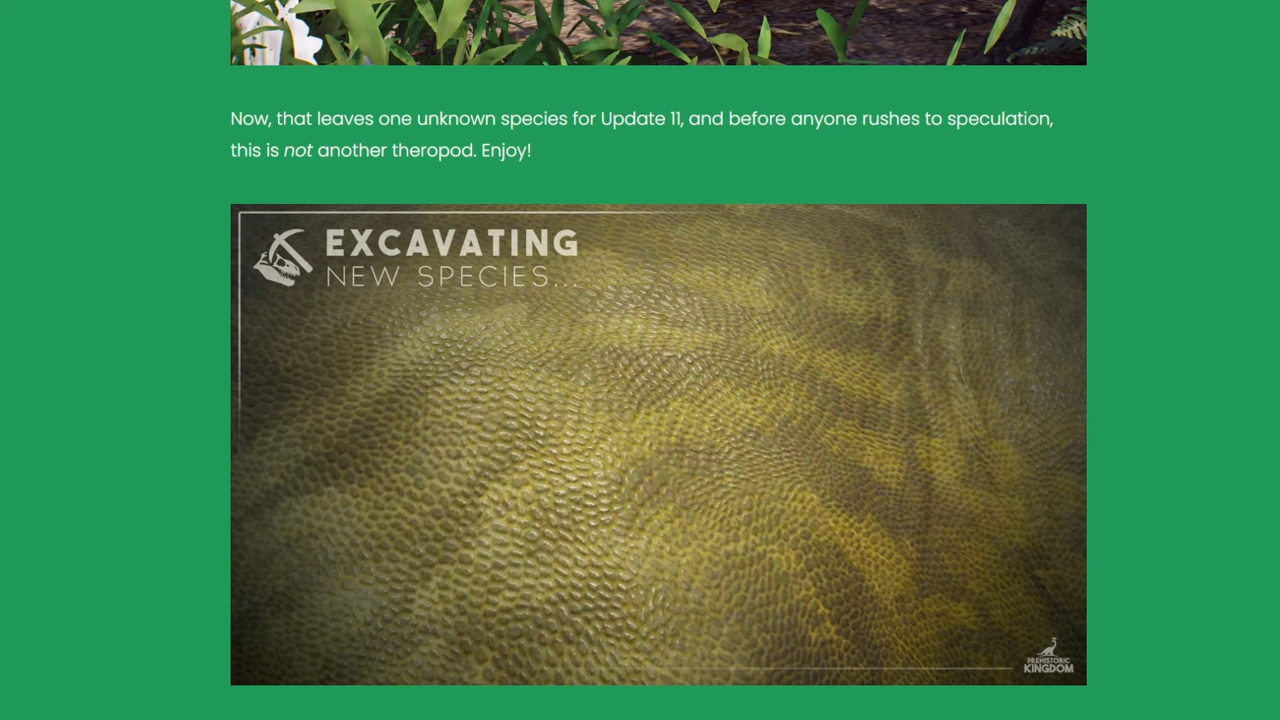 Now, that leaves one unknown species for Update 11, and before anyone rushes to speculation,
this is not another theropod. Enjoy!
EXCAVATING
NEW SPECIES...
PREHISTORIC
KINGDOM